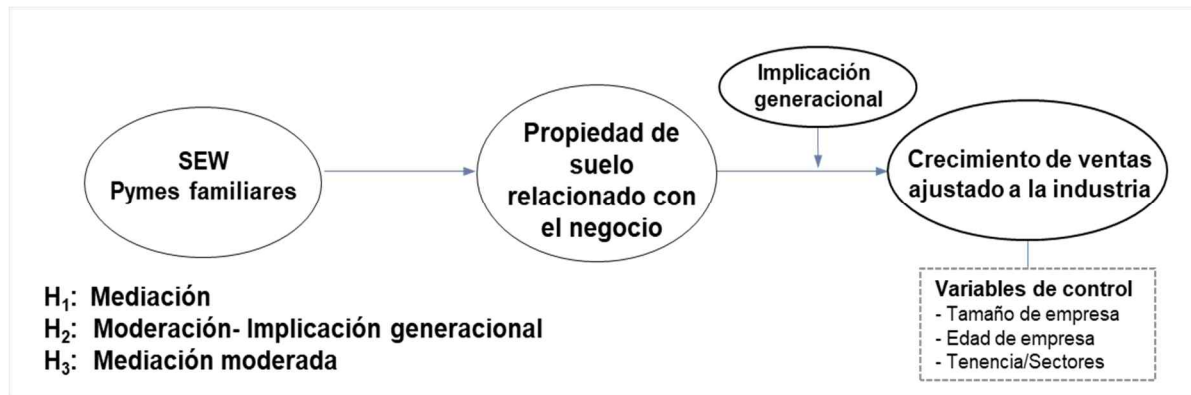 SEW
Pymes familiares
Propiedad de
suelo
relacionado con
el negocio
Implicación
generacional
Crecimiento de ventas
ajustado a la industria
Variables de control
- Tamaño de empresa
- Edad de empresa
- Tenencia/Sectores
H₁: Mediación
H₂: Moderación- Implicación generacional
H₃: Mediación moderada